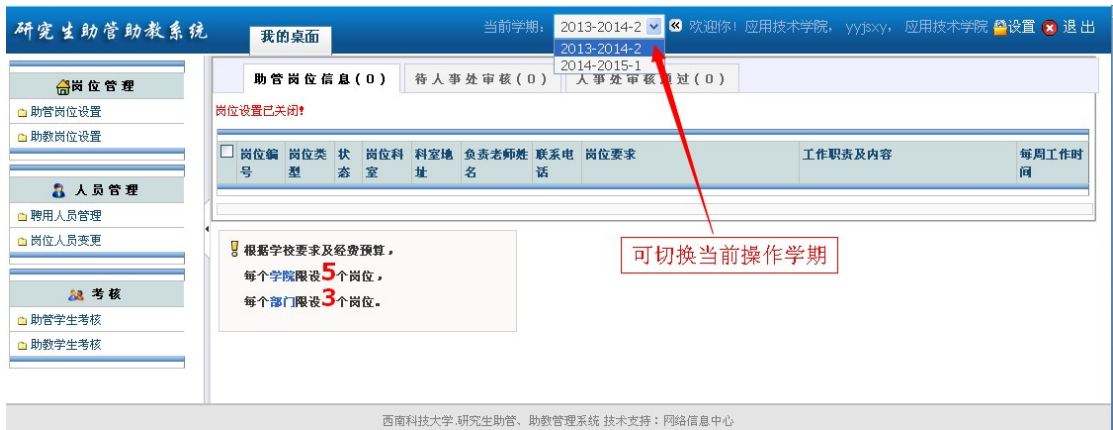 研究生助管助教系统
我的桌面
当前学期: 2013-2014-2 欢迎你! 应用技术学院, yyjsxy, 应用技术学院 设置 退出
2013-2014-2
2014-2015-1
岗位管理
助管岗位设置
助教岗位设置
人员管理
聘用人员管理
岗位人员变更
考核
助管学生考核
助教学生考核
助管岗位信息(0) 待人事处审核(0) 人事处审核通过(0)
岗位设置已关闭!
岗位编号 岗位类型 状态 岗位科室 科室地址 负责老师姓名 联系电话 岗位要求 工作职责及内容 每周工作时间
可切换当前操作学期
根据学校要求及经费预算,
每个学院限设5个岗位,
每个部门限设3个岗位.
西南科技大学.研究生助管、助教管理系统 技术支持:网络信息中心